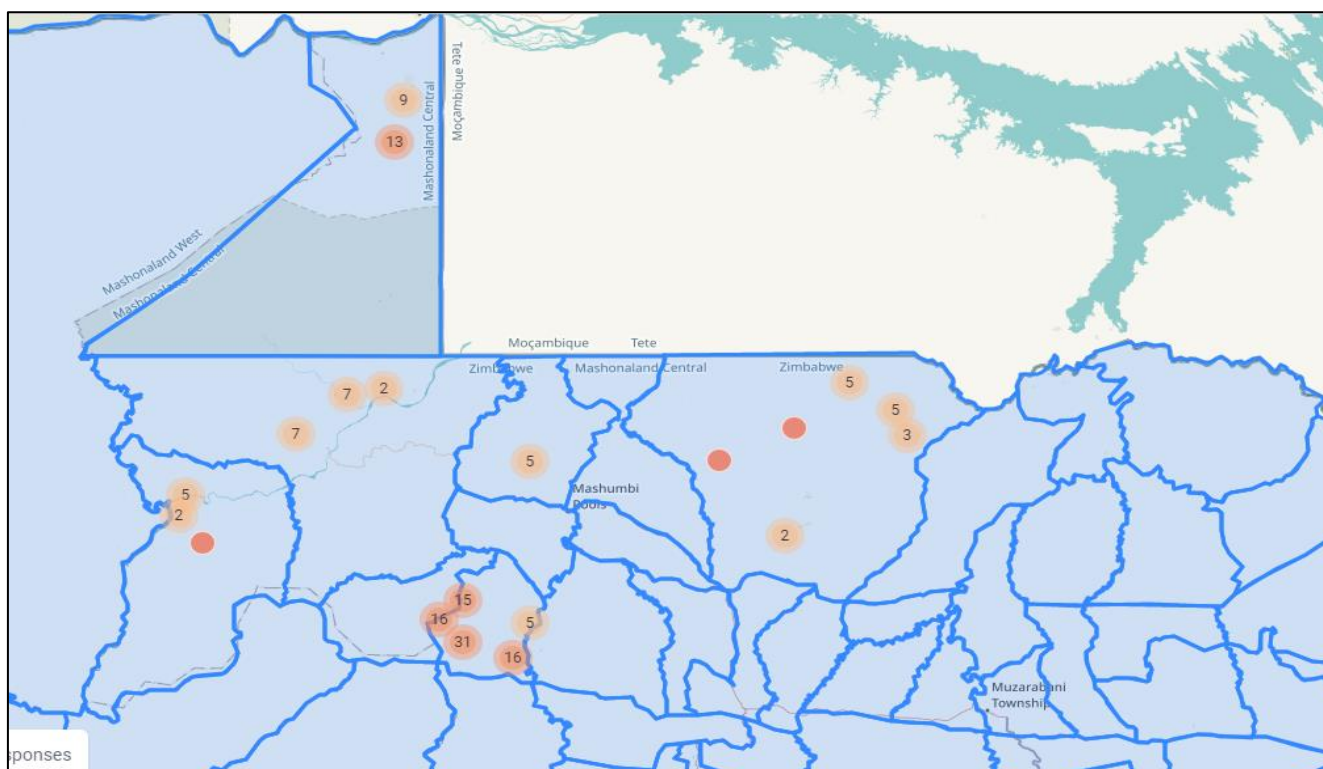 Tete
Moçambique
Mashonaland Central
9
13
Mashonaland West
Mashonaland Central
Moçambique
Tete
Zimbabwe
Mashonaland Central
Zimbabwe
5
7
2
5
7
3
5
5
Mashumbi
Pools
2
2
15
16
5
31
16
Muzarabani
Township
sponses